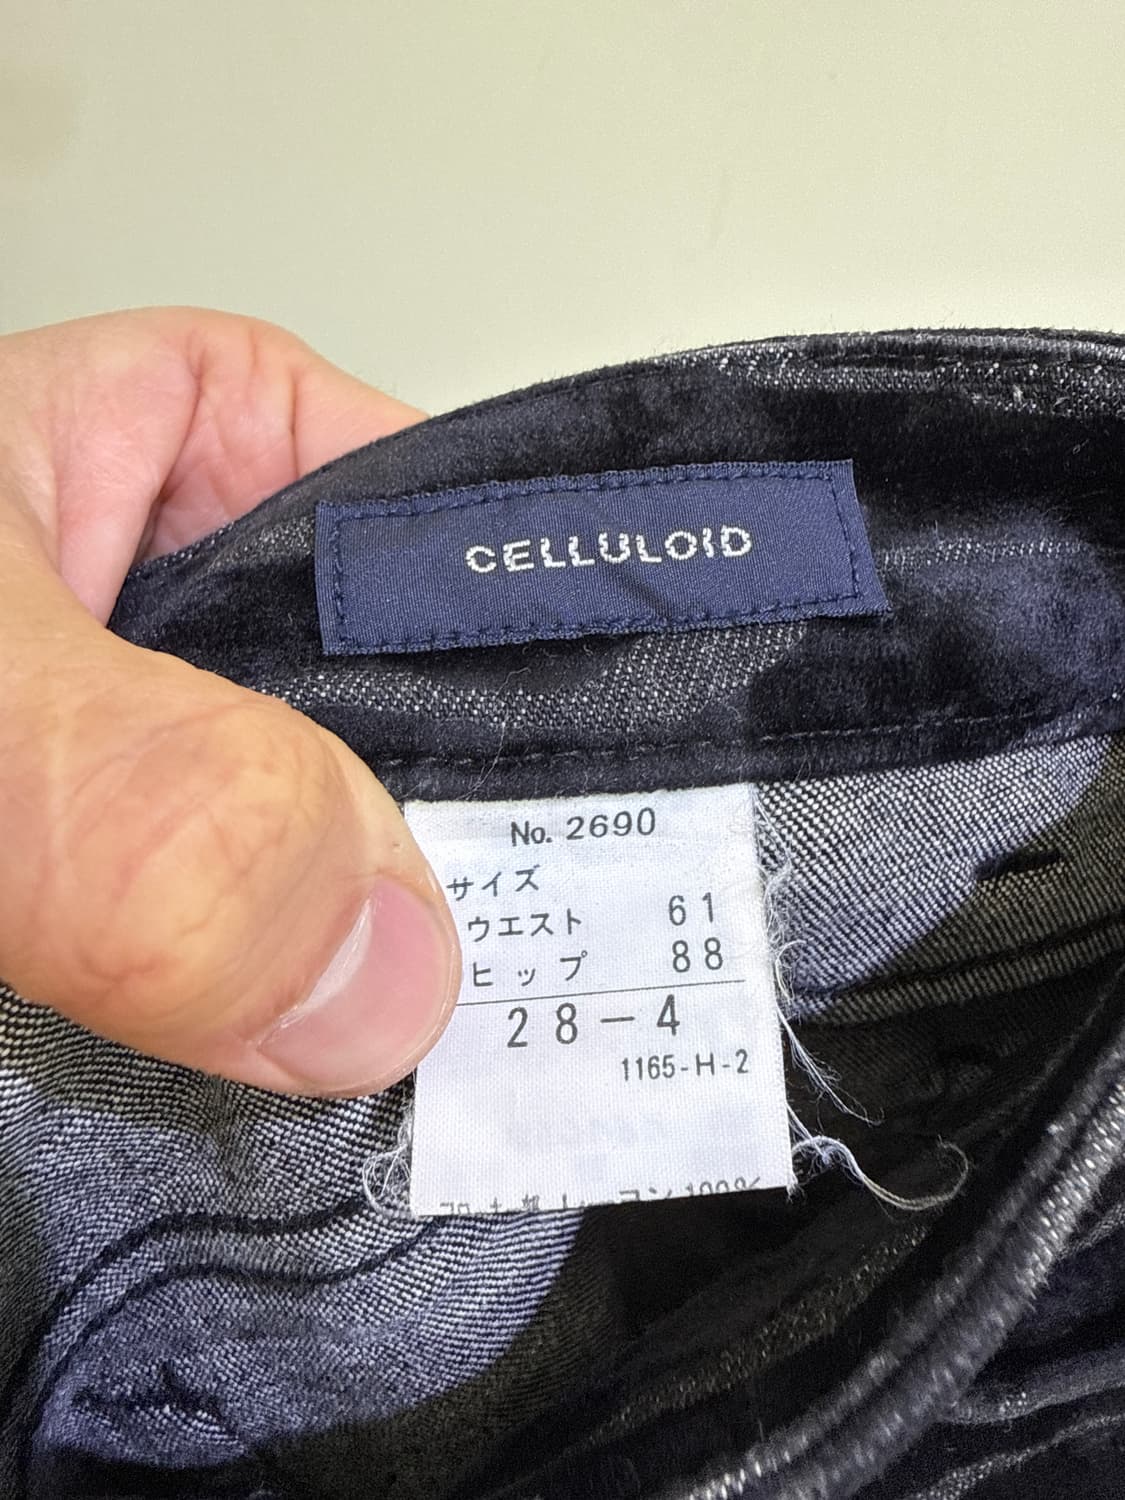 CELLULOID
No. 2690
サイズ
ウエスト 61
ヒップ 88
28-4
1165-H-2